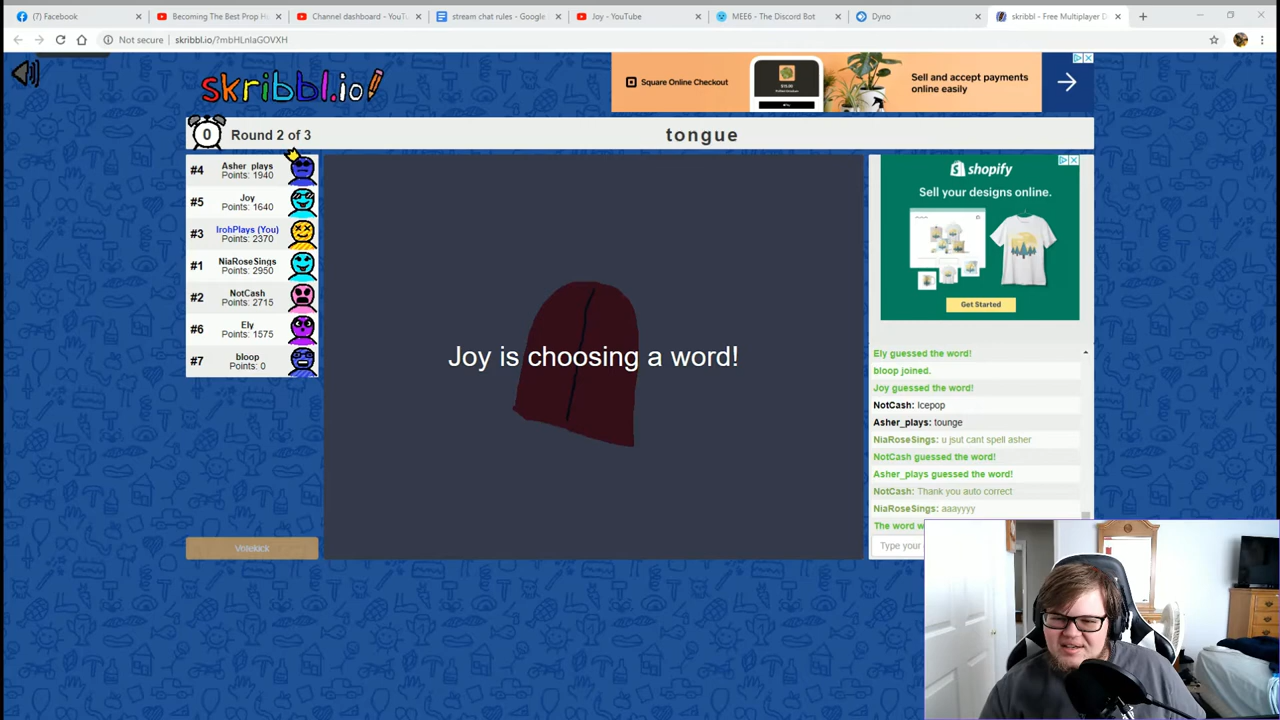 (7) Facebook
Becoming The Best Prop H
Channel dashboard - YouTu
stream chat rules - Google
Joy - YouTube
MEE6 - The Discord Bot
Dyno
skribbl - Free Multiplayer D
Not secure
skribbl.io/?mbHLnlaGOVXH
skribbl.io
Square Online Checkout
Sell and accept payments
online easily
0
Round 2 of 3
tongue
#4
Asher_plays
Points: 1940
#5
Joy
Points: 1640
#3
IrohPlays (You)
Points: 2370
#1
NiaRoseSings
Points: 2950
#2
NotCash
Points: 2715
#6
Ely
Points: 1575
#7
bloop
Points: 0
Votekick
Joy is choosing a word!
shopify
Sell your designs online.
Get Started
Ely guessed the word!
bloop joined.
Joy guessed the word!
NotCash: Icepop
Asher_plays: tounge
NiaRoseSings: u jsut cant spell asher
NotCash guessed the word!
Asher_plays guessed the word!
NotCash: Thank you auto correct
NiaRoseSings: aaayyyy
The word w
Type your